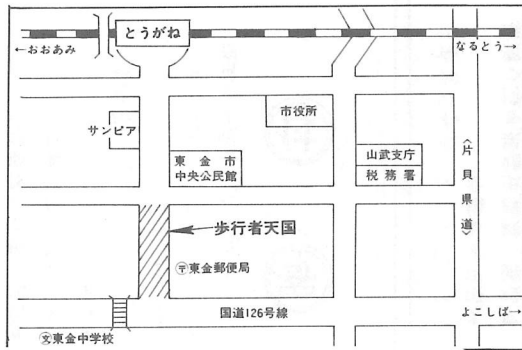 とうがね
←おおあみ
なるとう→
サンピア
市役所
東金市
中央公民館
山武支庁
税務署
〈片貝県道〉
歩行者天国
〒東金郵便局
国道126号線
よこしば→
文東金中学校